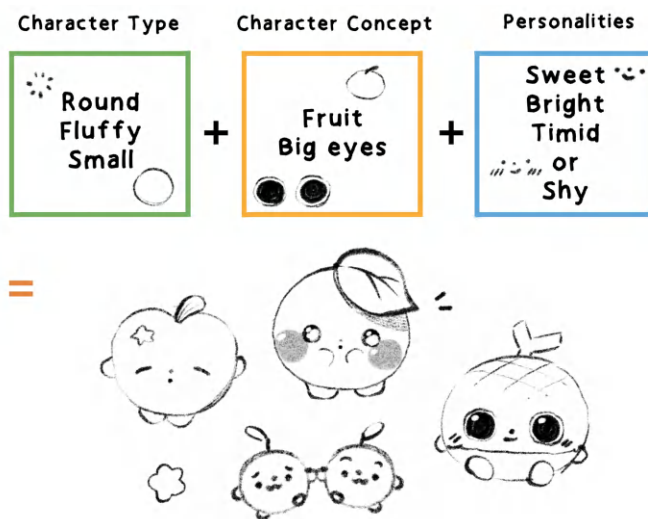 Character Type
Character Concept
Personalities
Round
Fluffy
Small
+
Fruit
Big eyes
+
Sweet
Bright
Timid
or
Shy
=